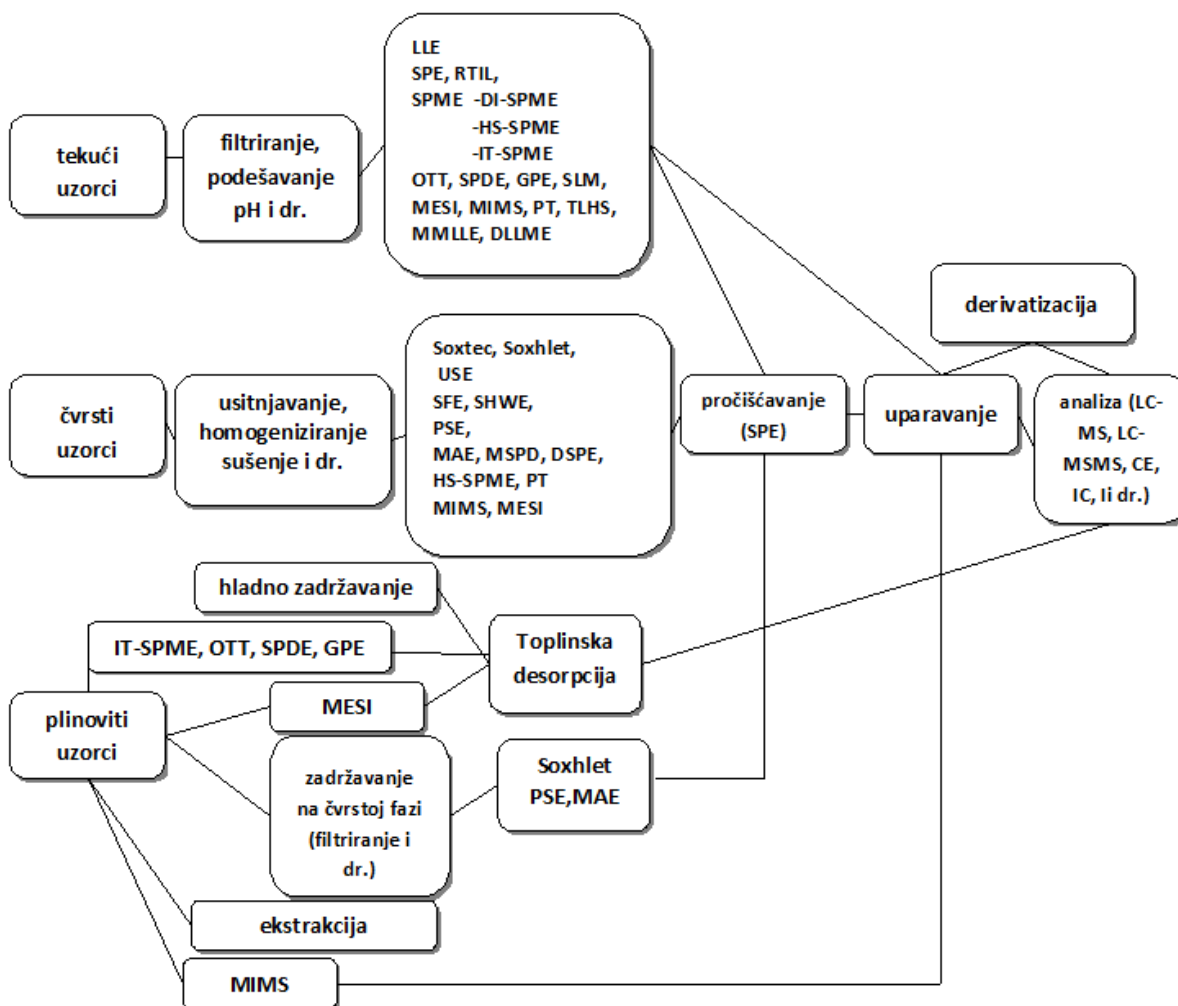 tekući
uzorci
filtriranje,
podešavanje
pH i dr.
LLE
SPE, RTIL,
SPME -DI-SPME
-HS-SPME
-IT-SPME
OTT, SPDE, GPE, SLM,
MESI, MIMS, PT, TLHS,
MMLLE, DLLME
derivatizacija
čvrsti
uzorci
usitnjavanje,
homogeniziranje
sušenje i dr.
Soxtec, Soxhlet,
USE
SFE, SHWE,
PSE,
MAE, MSPD, DSPE,
HS-SPME, PT
MIMS, MESI
pročišćavanje
(SPE)
uparavanje
analiza (LC-
MS, LC-
MSMS, CE,
IC, Ii dr.)
hladno zadržavanje
IT-SPME, OTT, SPDE, GPE
Toplinska
desorpcija
plinoviti
uzorci
MESI
zadržavanje
na čvrstoj fazi
(filtriranje i
dr.)
Soxhlet
PSE,MAE
ekstrakcija
MIMS